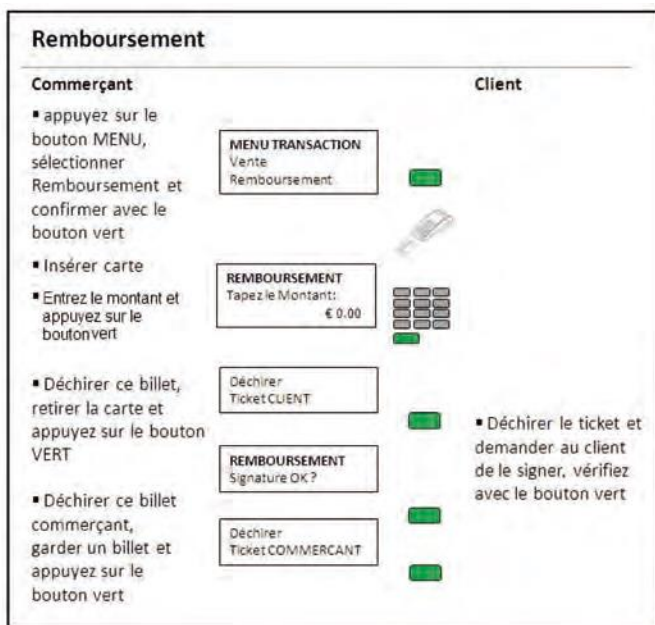 Remboursement
Commerçant
Client
▪ appuyez sur le
bouton MENU,
sélectionner
Remboursement et
confirmer avec le
bouton vert
MENU TRANSACTION
Vente
Remboursement
▪ Insérer carte
▪ Entrez le montant et
appuyez sur le
bouton vert
REMBOURSEMENT
Tapez le Montant:
€ 0.00
▪ Déchirer ce billet,
retirer la carte et
appuyez sur le bouton
VERT
Déchirer
Ticket CLIENT
REMBOURSEMENT
Signature OK ?
▪ Déchirer le ticket et
demander au client
de le signer, vérifiez
avec le bouton vert
▪ Déchirer ce billet
commerçant,
garder un billet et
appuyez sur le
bouton vert
Déchirer
Ticket COMMERCANT